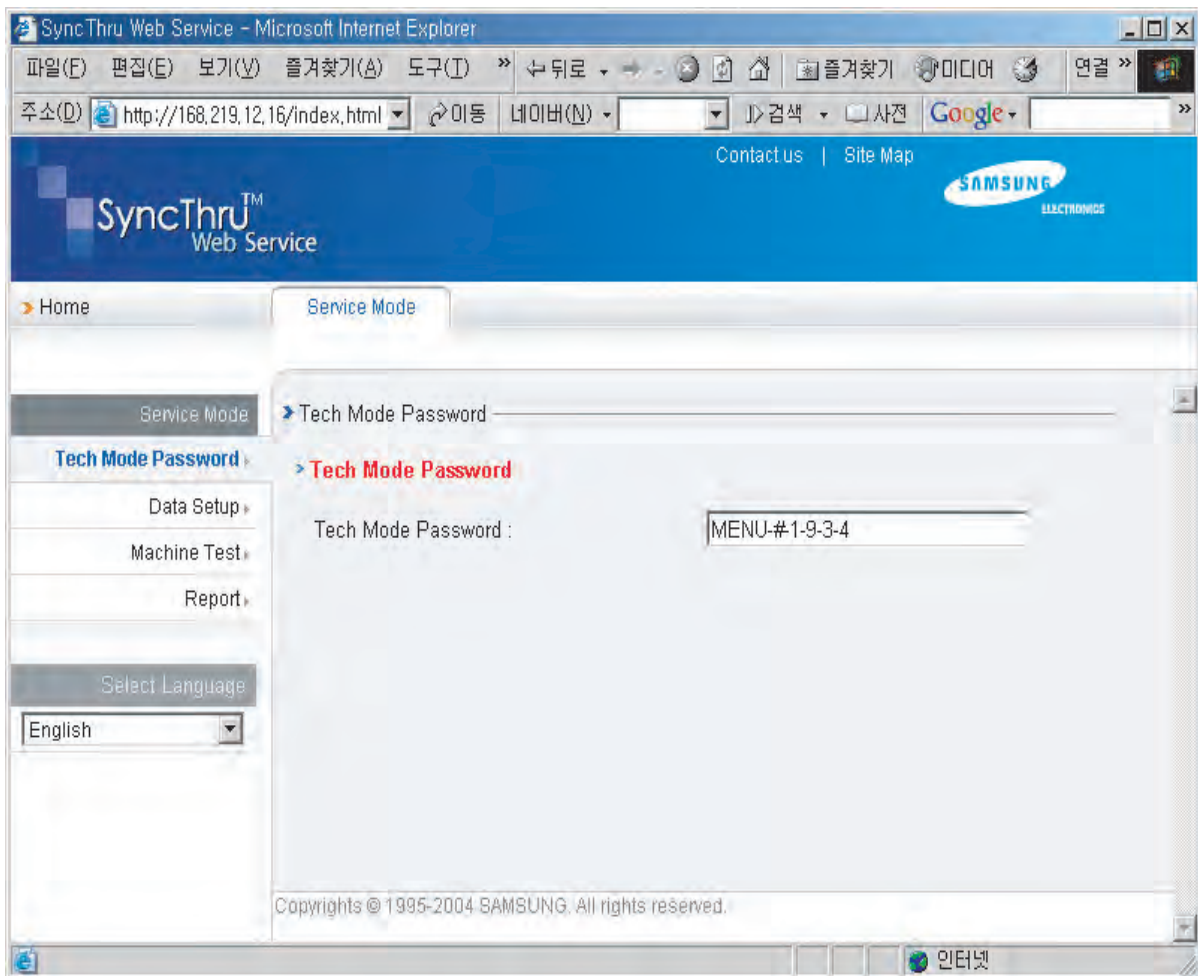 SyncThru Web Service - Microsoft Internet Explorer
파일(F) 편집(E) 보기(V) 즐겨찾기(A) 도구(T) » 뒤로 즐겨찾기 미디어 연결 »
주소(D) http://168,219,12,16/index,html 이동 네이버(N) 검색 사전 Google »
Contact us | Site Map
SAMSUNG
ELECTRONICS
SyncThru™
Web Service
Home
Service Mode
Service Mode
Tech Mode Password
Data Setup
Machine Test
Report
Select Language
English
Tech Mode Password
Tech Mode Password
Tech Mode Password :
MENU-#1-9-3-4
Copyrights © 1995-2004 SAMSUNG. All rights reserved.
인터넷